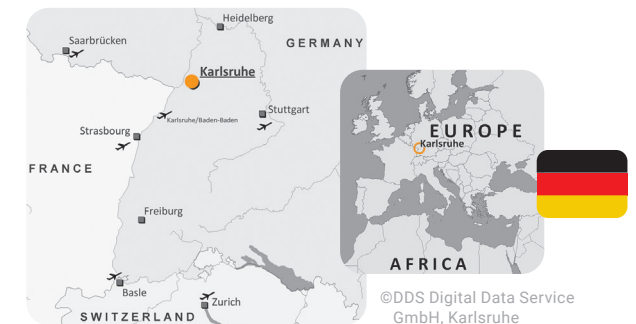 Heidelberg
Saarbrücken
GERMANY
Karlsruhe
Karlsruhe/Baden-Baden
Stuttgart
Strasbourg
FRANCE
Freiburg
Basle
Zurich
SWITZERLAND
EUROPE
Karlsruhe
AFRICA
©DDS Digital Data Service
GmbH, Karlsruhe